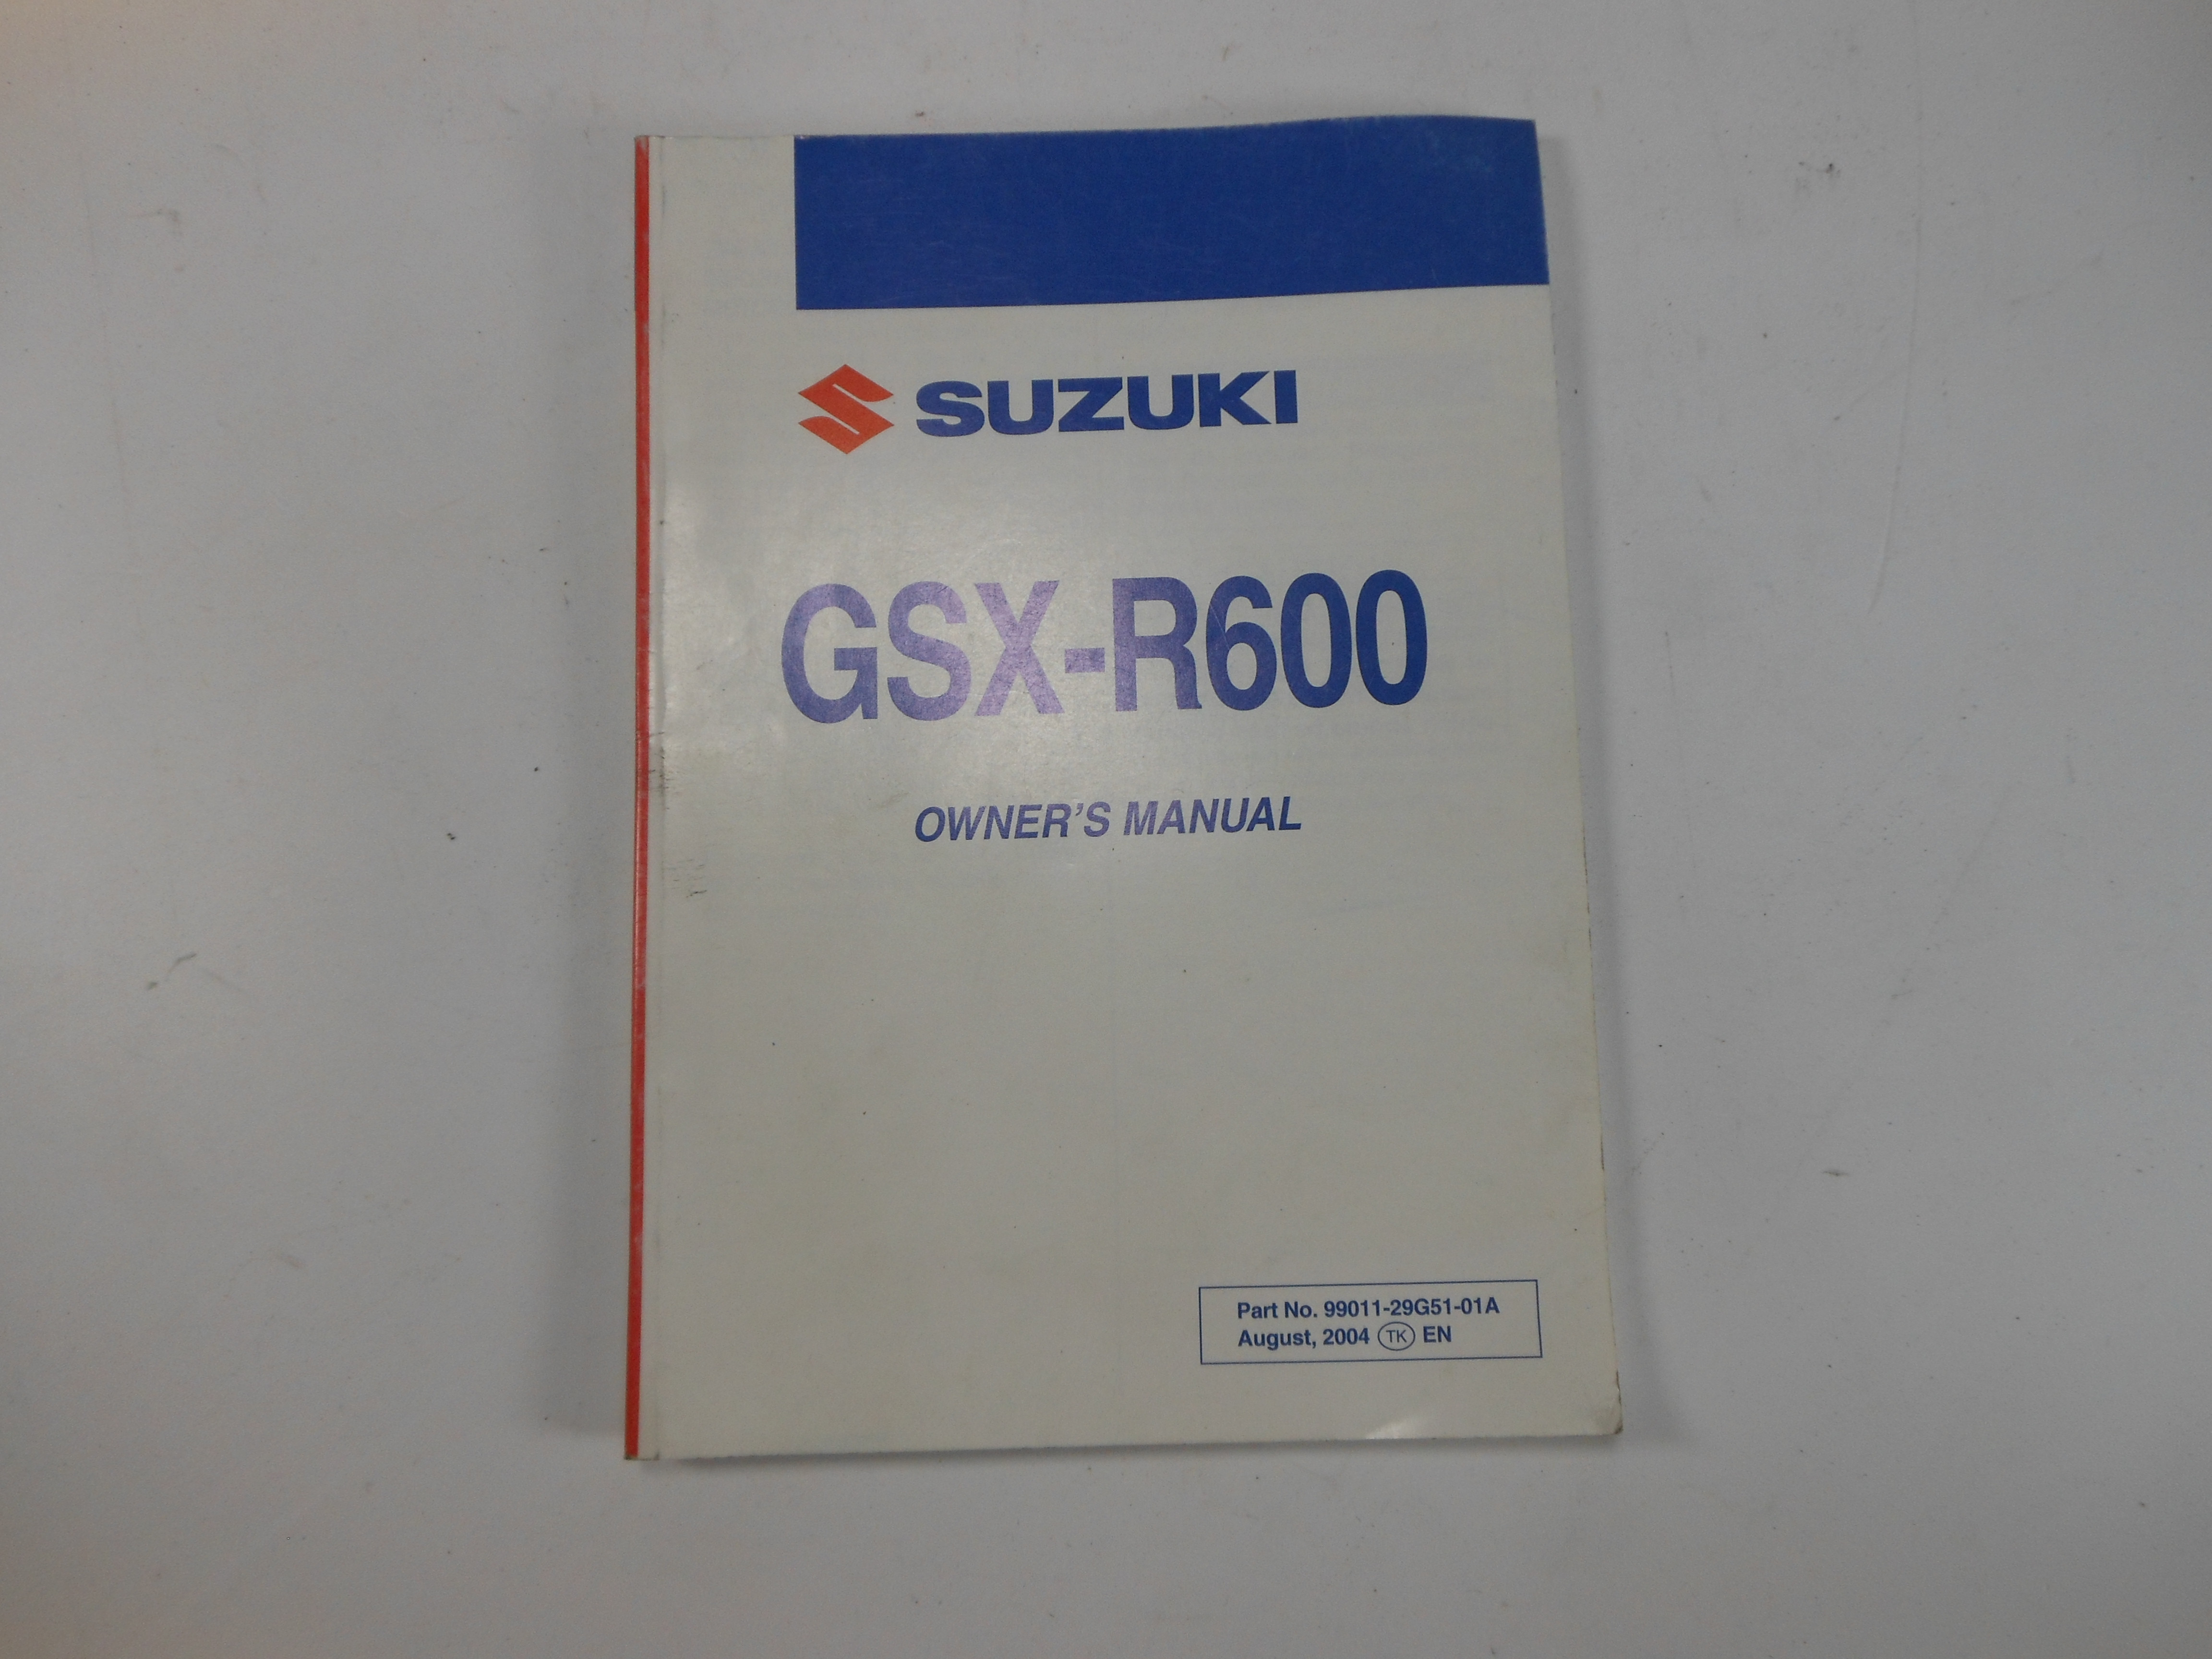 SUZUKI
GSX-R600
OWNER'S MANUAL
Part No. 99011-29G51-01A
August, 2004 TK EN